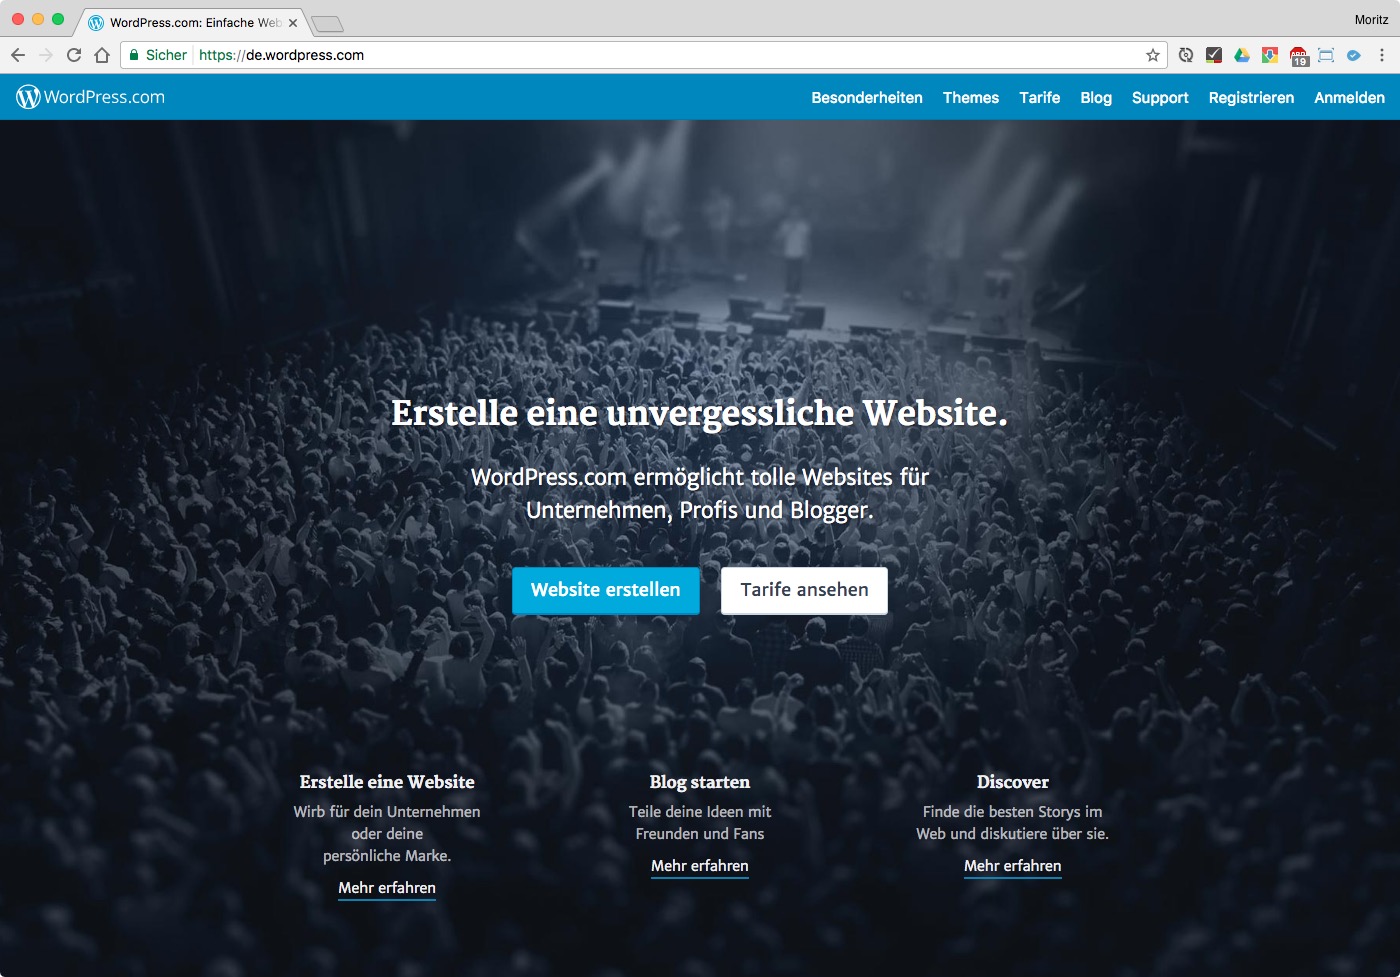 WordPress.com: Einfache Web
Moritz
Sicher https://de.wordpress.com
ABP
19
WordPress.com
Besonderheiten Themes Tarife Blog Support Registrieren Anmelden
Erstelle eine unvergessliche Website.
WordPress.com ermöglicht tolle Websites für
Unternehmen, Profis und Blogger.
Website erstellen Tarife ansehen
Erstelle eine Website
Wirb für dein Unternehmen
oder deine
persönliche Marke.
Mehr erfahren
Blog starten
Teile deine Ideen mit
Freunden und Fans
Mehr erfahren
Discover
Finde die besten Storys im
Web und diskutiere über sie.
Mehr erfahren